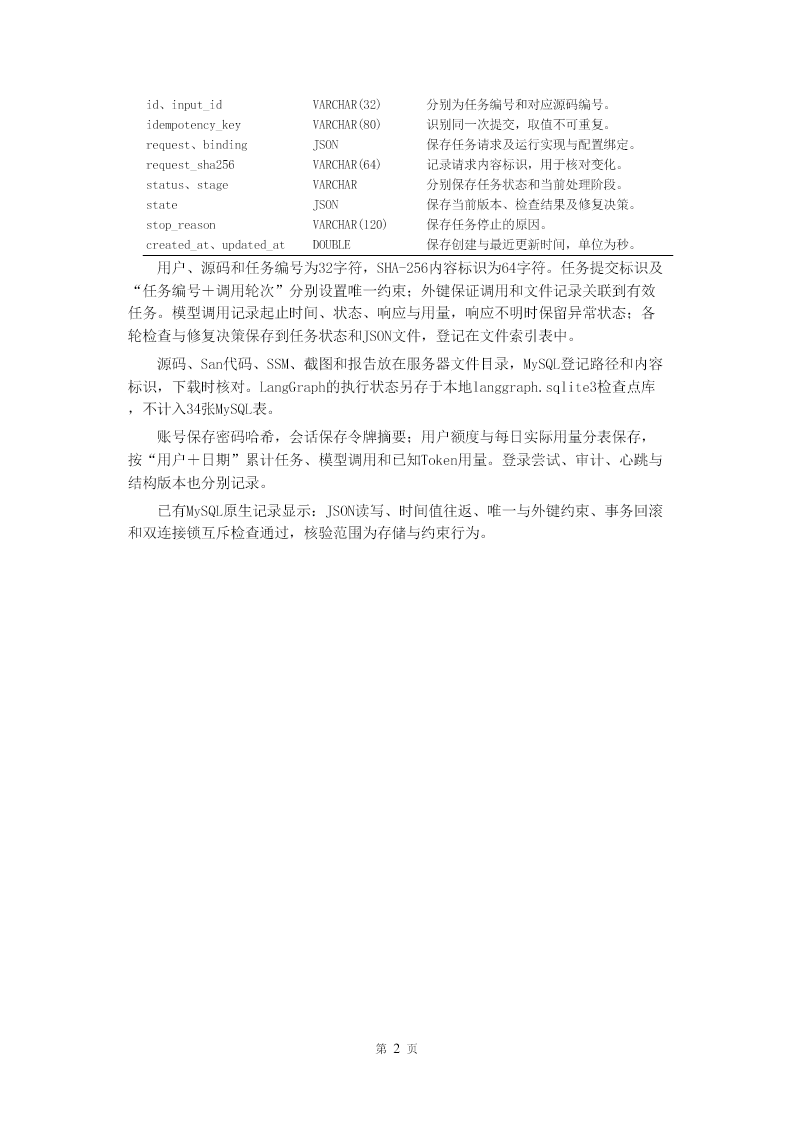 id、input_id VARCHAR(32) 分别为任务编号和对应源码编号。
idempotency_key VARCHAR(80) 识别同一次提交，取值不可重复。
request、binding JSON 保存任务请求及运行实现与配置绑定。
request_sha256 VARCHAR(64) 记录请求内容标识，用于核对变化。
status、stage VARCHAR 分别保存任务状态和当前处理阶段。
state JSON 保存当前版本、检查结果及修复决策。
stop_reason VARCHAR(120) 保存任务停止的原因。
created_at、updated_at DOUBLE 保存创建与最近更新时间，单位为秒。
用户、源码和任务编号为32字符，SHA-256内容标识为64字符。任务提交标识及
“任务编号＋调用轮次”分别设置唯一约束；外键保证调用和文件记录关联到有效
任务。模型调用记录起止时间、状态、响应与用量，响应不明时保留异常状态；各
轮检查与修复决策保存到任务状态和JSON文件，登记在文件索引表中。
源码、San代码、SSM、截图和报告放在服务器文件目录，MySQL登记路径和内容
标识，下载时核对。LangGraph的执行状态另存于本地langgraph.sqlite3检查点库
，不计入34张MySQL表。
账号保存密码哈希，会话保存令牌摘要；用户额度与每日实际用量分表保存，
按“用户＋日期”累计任务、模型调用和已知Token用量。登录尝试、审计、心跳与
结构版本也分别记录。
已有MySQL原生记录显示：JSON读写、时间值往返、唯一与外键约束、事务回滚
和双连接锁互斥检查通过，核验范围为存储与约束行为。
第 2 页